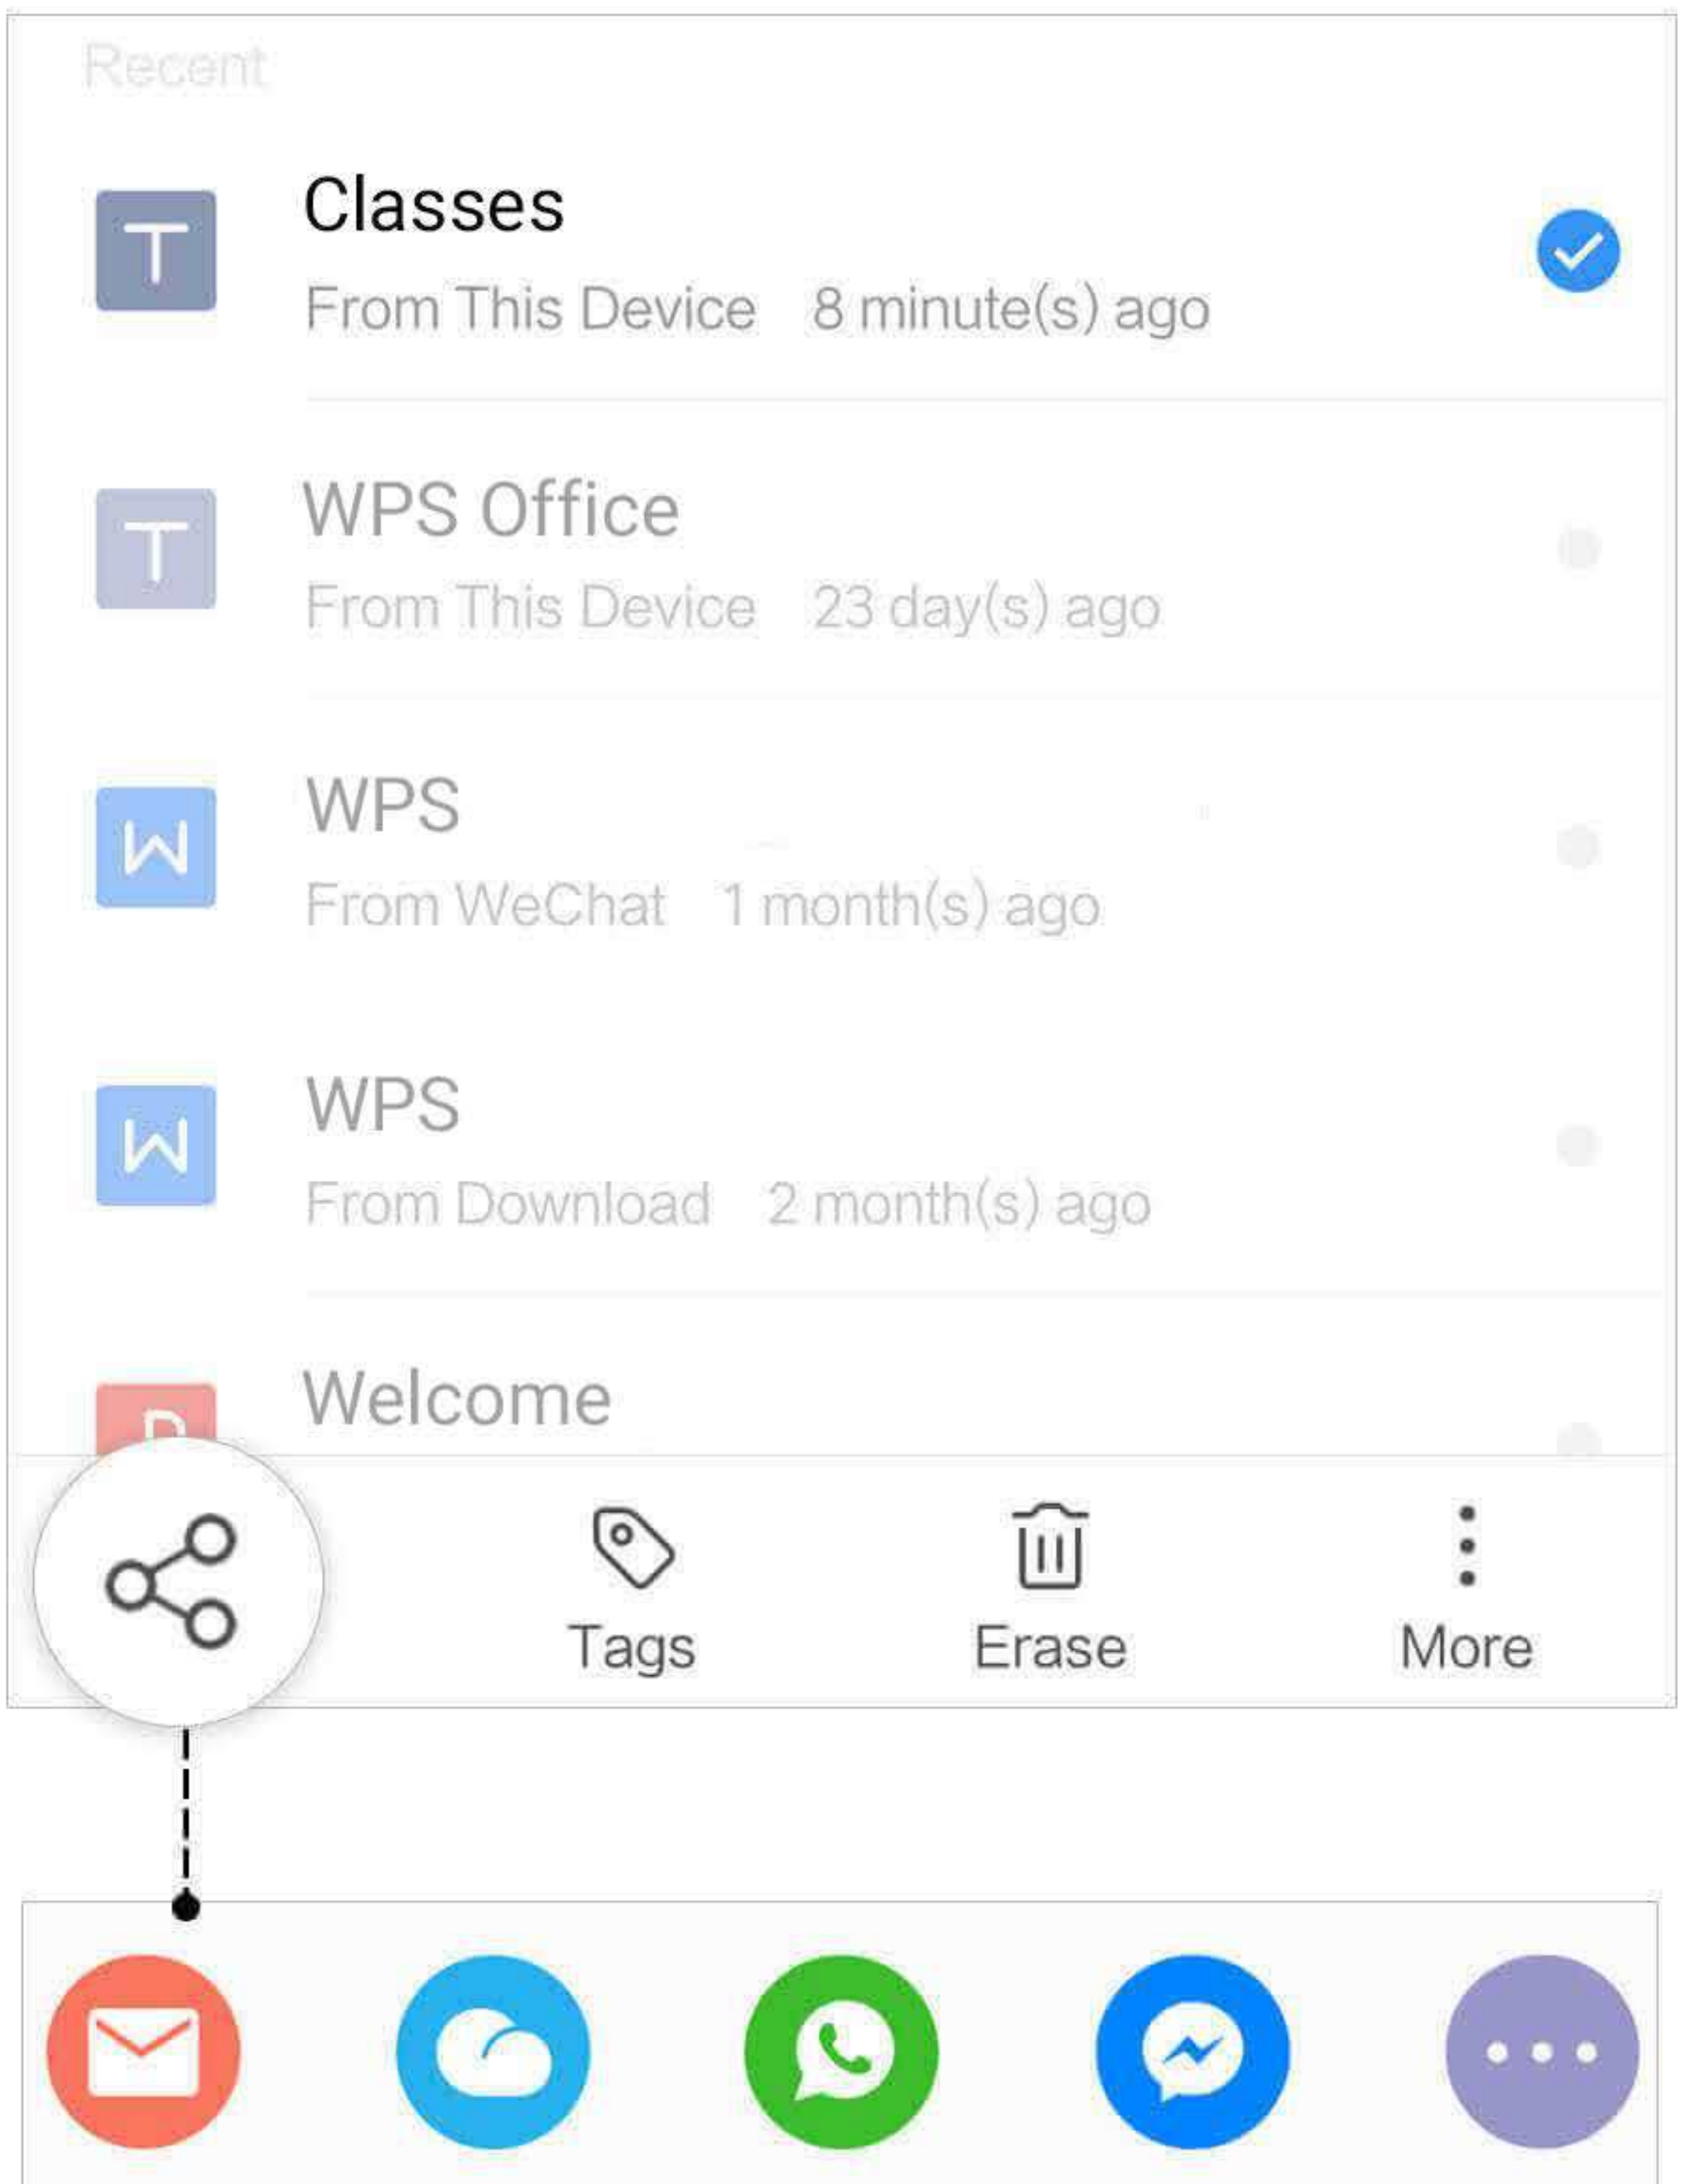 Recent
T
Classes
From This Device 8 minute(s) ago
T
WPS Office
From This Device 23 day(s) ago
W
WPS
From WeChat 1 month(s) ago
W
WPS
From Download 2 month(s) ago
P
Welcome
Tags
Erase
More